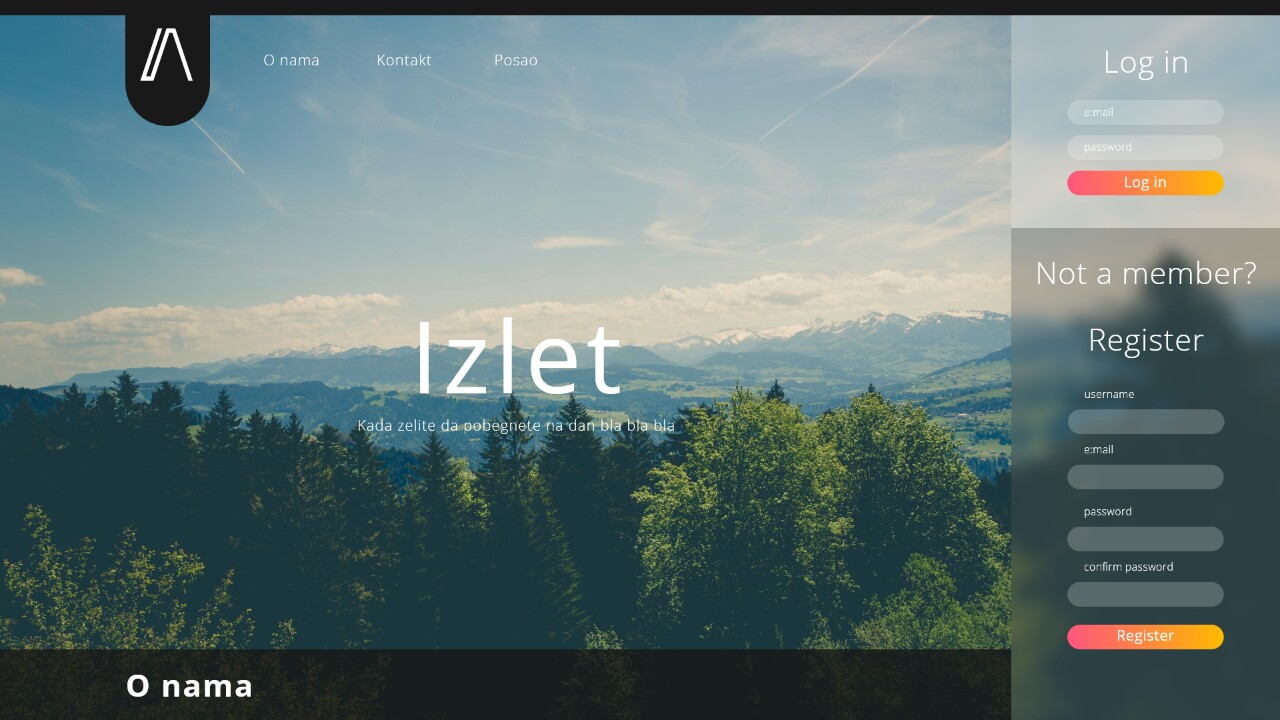 O nama
Kontakt
Posao
Izlet
Kada zelite da pobegnete na dan bla bla bla
O nama
Log in
e:mail
password
Log in
Not a member?
Register
username
e:mail
password
confirm password
Register